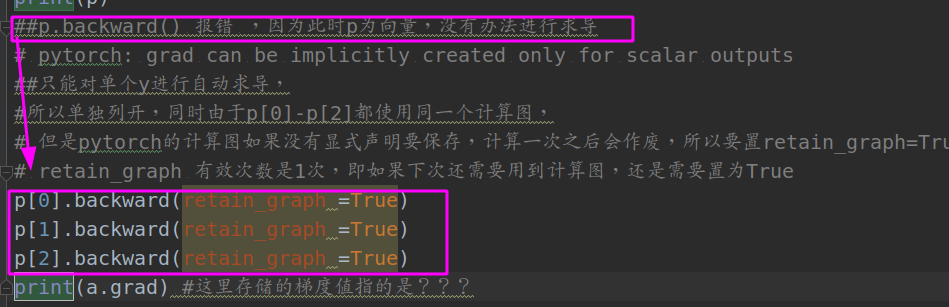 print(p)
##p.backward() 报错 ，因为此时p为向量，没有办法进行求导
# pytorch: grad can be implicitly created only for scalar outputs
##只能对单个y进行自动求导，
#所以单独列开，同时由于p[0]-p[2]都使用同一个计算图，
# 但是pytorch的计算图如果没有显式声明要保存，计算一次之后会作废，所以要置retain_graph=Tru
# retain_graph 有效次数是1次，即如果下次还需要用到计算图，还是需要置为True
p[0].backward(retain_graph =True)
p[1].backward(retain_graph =True)
p[2].backward(retain_graph =True)
print(a.grad) #这里存储的梯度值指的是？？？